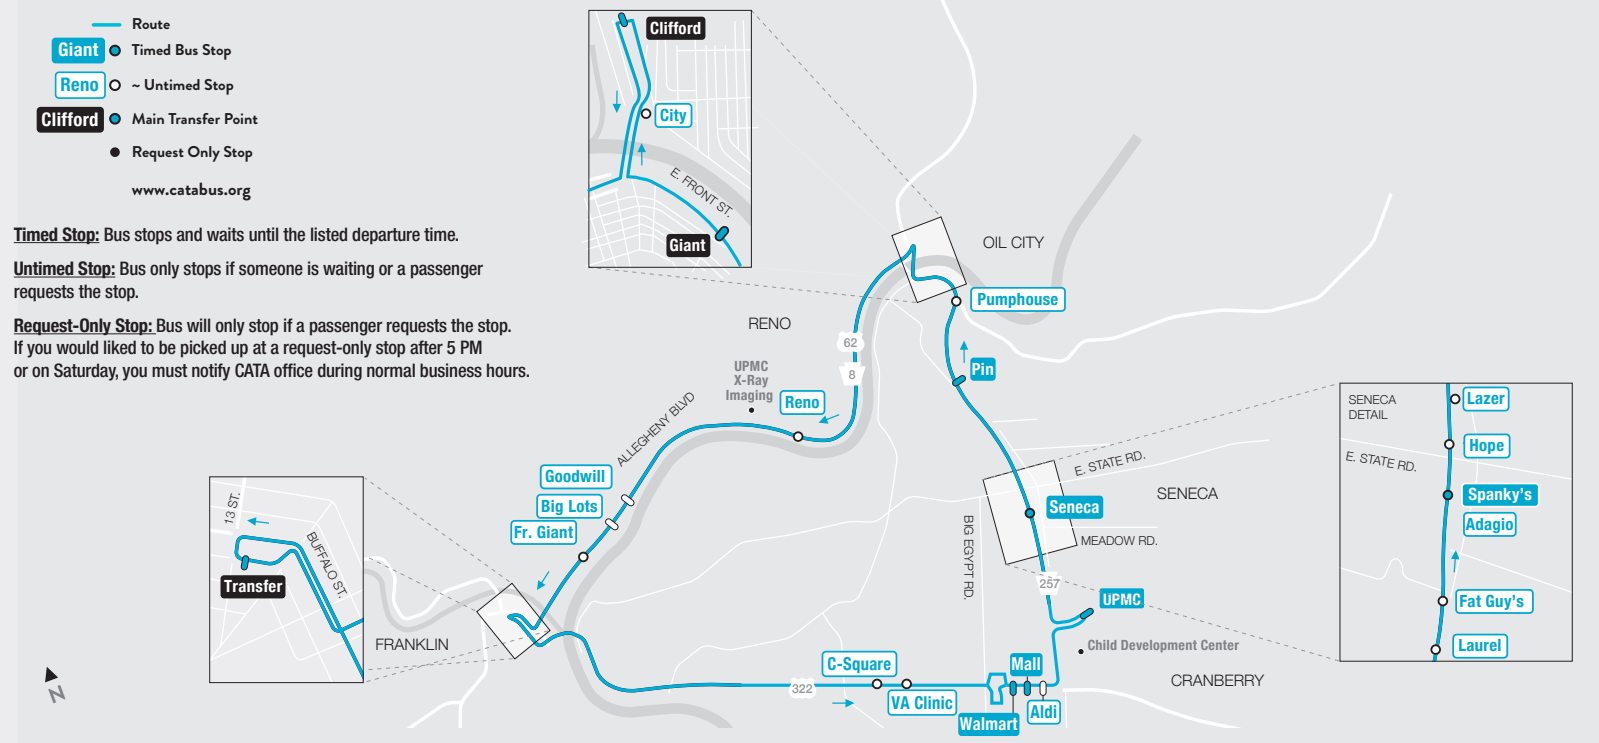 Route
Giant Timed Bus Stop
Reno ~ Untimed Stop
Clifford Main Transfer Point
Request Only Stop
www.catabus.org
Timed Stop: Bus stops and waits until the listed departure time.
Untimed Stop: Bus only stops if someone is waiting or a passenger
requests the stop.
Request-Only Stop: Bus will only stop if a passenger requests the stop.
If you would liked to be picked up at a request-only stop after 5 PM
or on Saturday, you must notify CATA office during normal business hours.
Clifford
City
E. FRONT ST.
Giant
OIL CITY
Pumphouse
RENO
62
8
Pin
UPMC
X-Ray
Imaging
Reno
ALLEGHENY BLVD
Goodwill
Big Lots
Fr. Giant
13 ST.
BUFFALO ST.
Transfer
FRANKLIN
N
E. STATE RD.
SENECA
Seneca
BIG EGYPT RD.
MEADOW RD.
257
UPMC
Child Development Center
CRANBERRY
322
C-Square
VA Clinic
Mall
Walmart
Aldi
SENECA
DETAIL
Lazer
Hope
E. STATE RD.
Spanky's
Adagio
Fat Guy's
Laurel